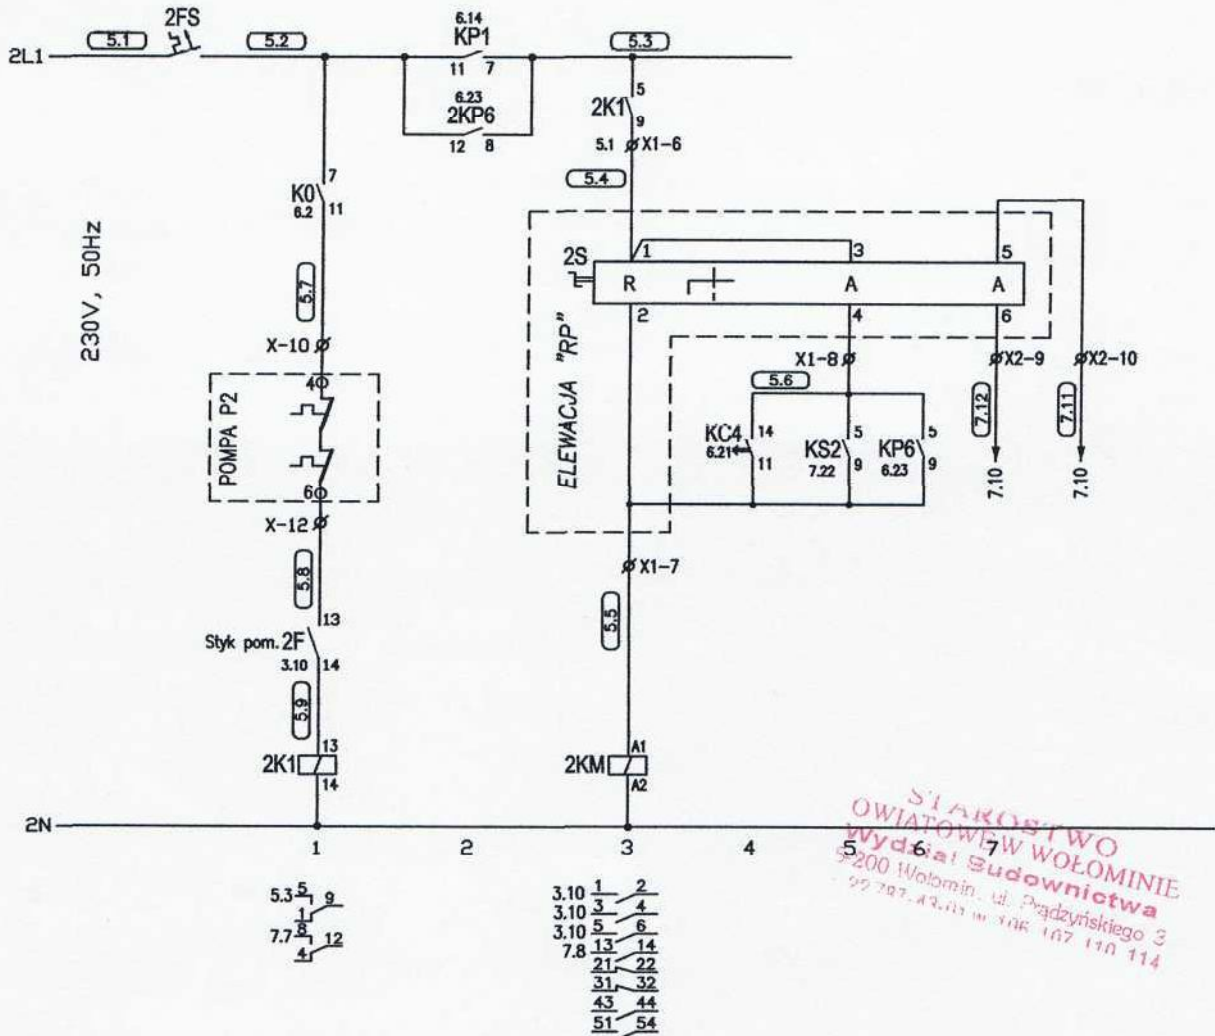 2FS
5.1
5.2
2L1
6.14
KP1
11 7
5.3
6.23
2KP6
12 8
5
2K1
9
5.1 X1-6
5.4
7
K0
6.2 11
230V, 50Hz
5.7
X-10
4
POMPA P2
6
X-12
5.8
13
Styk pom. 2F
3.10 14
5.9
13
2K1
14
2S
1 3 5
R A A
2 4 6
ELEWACJA "RP"
X1-8 X2-9 X2-10
5.6
7.12
7.11
KC4 14
6.21 11
KS2 5
7.22 9
KP6 5
6.23 9
7.10
7.10
X1-7
5.5
A1
2KM
A2
2N
1 2 3 4 5 6 7
5.3 5
1 9
7.7 8
4 12
3.10 1 2
3.10 3 4
3.10 5 6
7.8 13 14
21 22
31 32
43 44
51 54
STAROSTWO
OWIATOWE W WOŁOMINIE
Wydział Budownictwa
5-200 Wołomin, ul. Prądzyńskiego 3
106 107 110 114